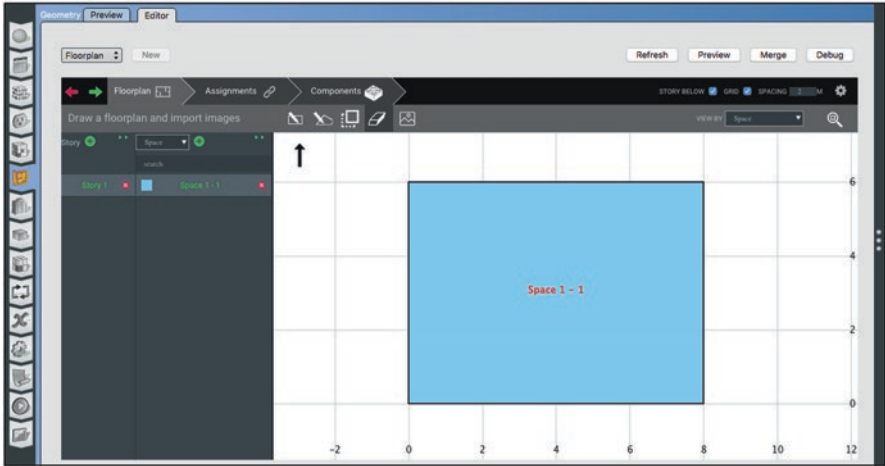 Geometry Preview Editor
Floorplan New Refresh Preview Merge Debug
Floorplan Assignments Components STORY BELOW GRID SPACING 2 M
Draw a floorplan and import images VIEW BY Space
Story Space
search
Story 1 Space 1 - 1
6
4
Space 1 - 1
2
0
-2 0 2 4 6 8 10 12